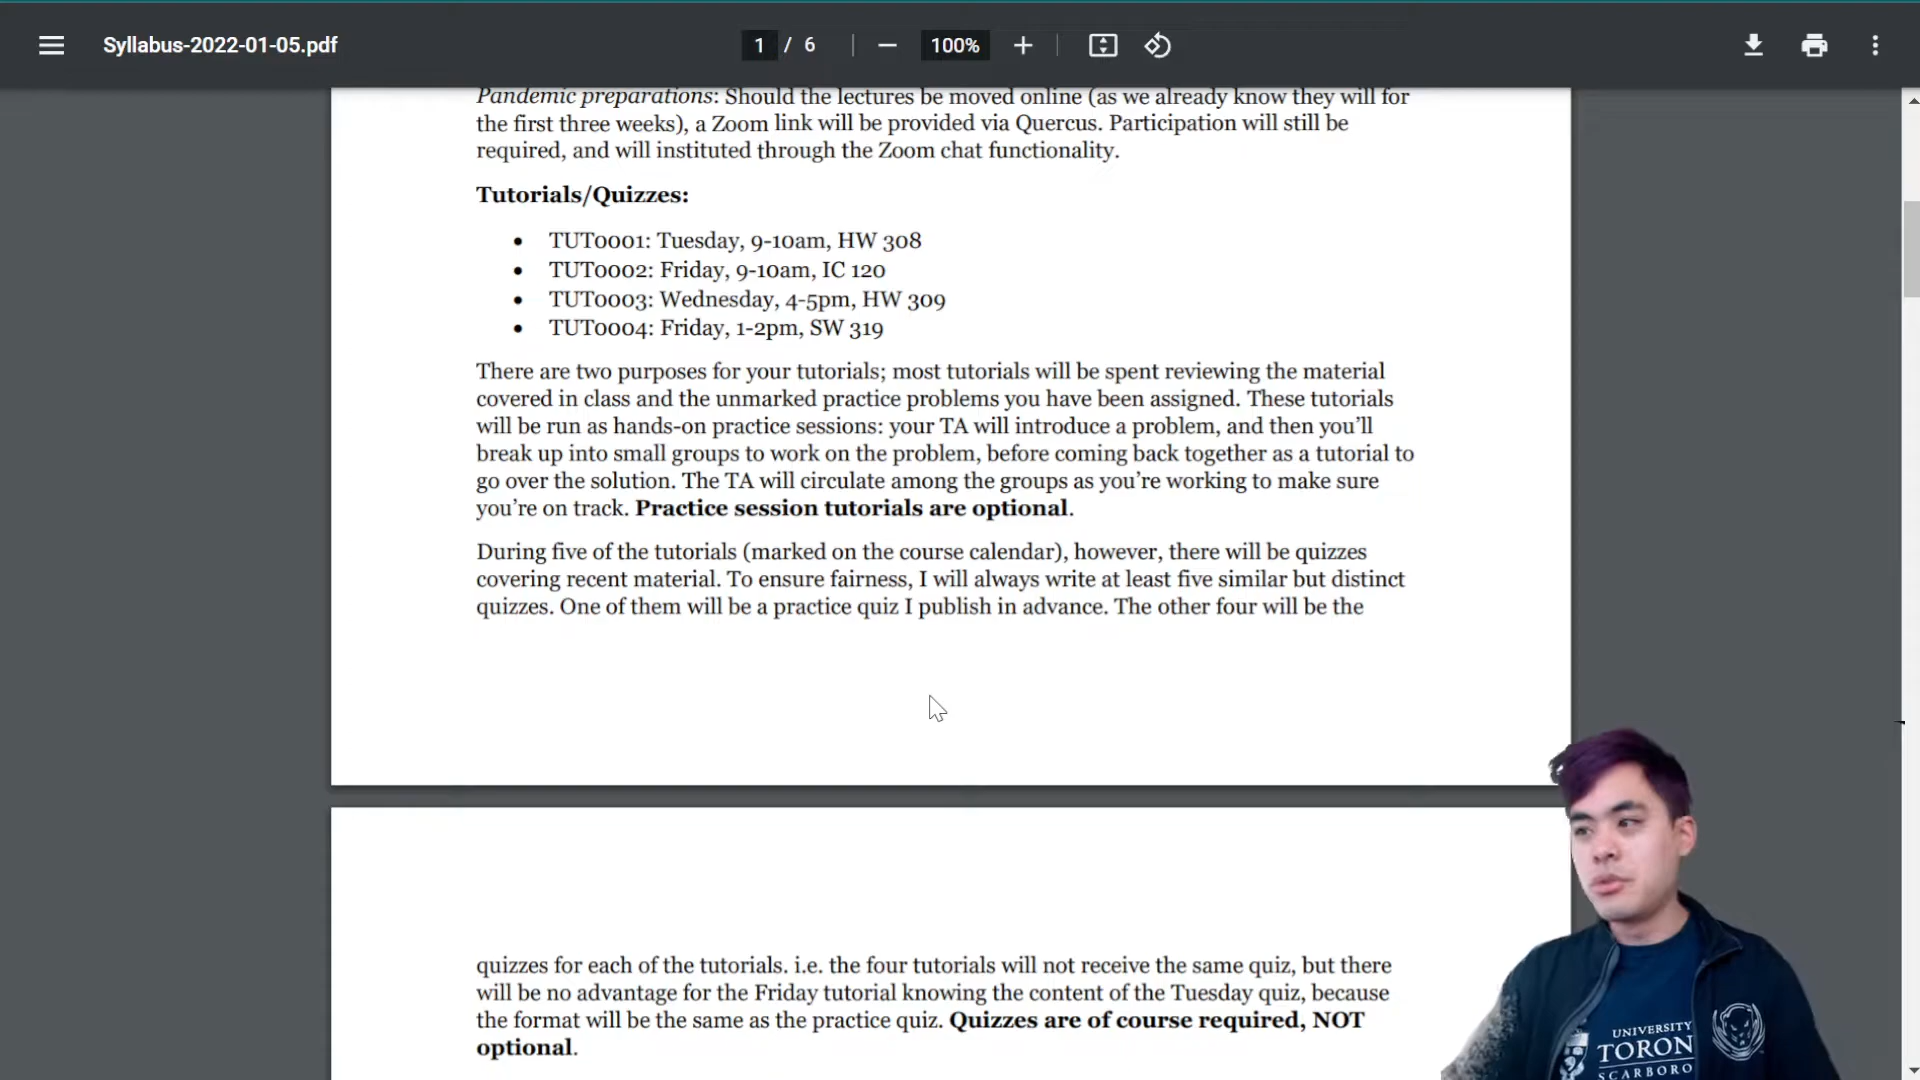 Syllabus-2022-01-05.pdf
1 / 6
100%
Pandemic preparations: Should the lectures be moved online (as we already know they will for
the first three weeks), a Zoom link will be provided via Quercus. Participation will still be
required, and will instituted through the Zoom chat functionality.
Tutorials/Quizzes:
• TUT0001: Tuesday, 9-10am, HW 308
• TUT0002: Friday, 9-10am, IC 120
• TUT0003: Wednesday, 4-5pm, HW 309
• TUT0004: Friday, 1-2pm, SW 319
There are two purposes for your tutorials; most tutorials will be spent reviewing the material
covered in class and the unmarked practice problems you have been assigned. These tutorials
will be run as hands-on practice sessions: your TA will introduce a problem, and then you’ll
break up into small groups to work on the problem, before coming back together as a tutorial to
go over the solution. The TA will circulate among the groups as you’re working to make sure
you’re on track. Practice session tutorials are optional.
During five of the tutorials (marked on the course calendar), however, there will be quizzes
covering recent material. To ensure fairness, I will always write at least five similar but distinct
quizzes. One of them will be a practice quiz I publish in advance. The other four will be the
quizzes for each of the tutorials. i.e. the four tutorials will not receive the same quiz, but there
will be no advantage for the Friday tutorial knowing the content of the Tuesday quiz, because
the format will be the same as the practice quiz. Quizzes are of course required, NOT
optional.
UNIVERSITY
TORON
SCARBORO